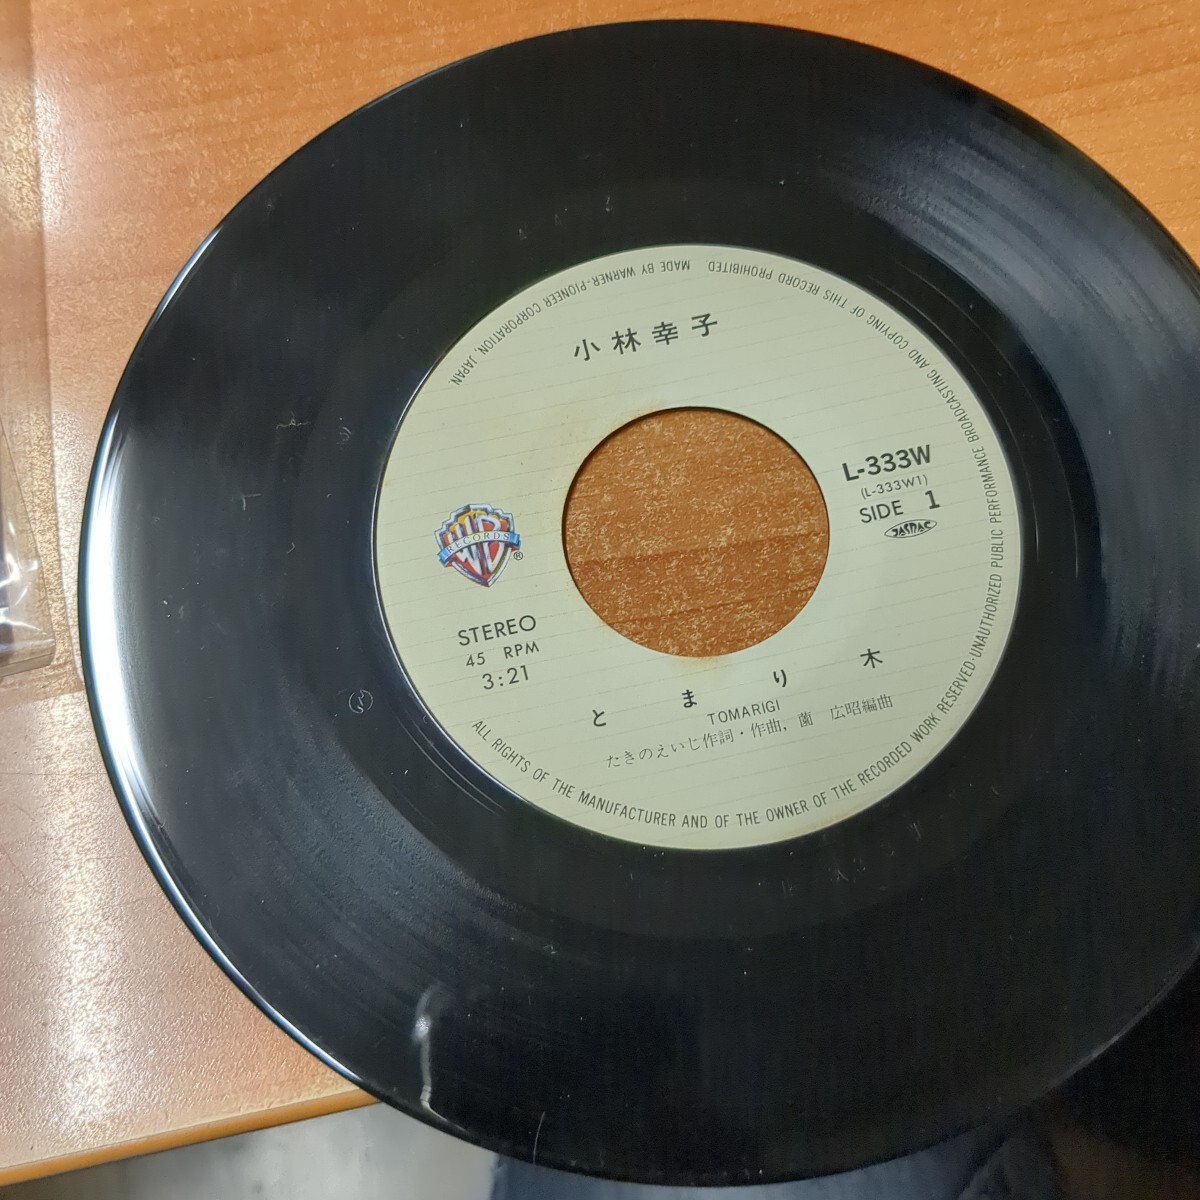 小林幸子
L-333W
(L-333W1)
SIDE 1
JASRAC
WB
RECORDS
®
STEREO
45 RPM
3:21
とまり木
TOMARIGI
たきのえいじ作詞・作曲, 薗 広昭編曲
ALL RIGHTS OF THE MANUFACTURER AND OF THE OWNER OF THE RECORDED WORK RESERVED·UNAUTHORIZED PUBLIC PERFORMANCE BROADCASTING AND COPYING OF THIS RECORD PROHIBITED. MADE BY WARNER-PIONEER CORPORATION, JAPAN.